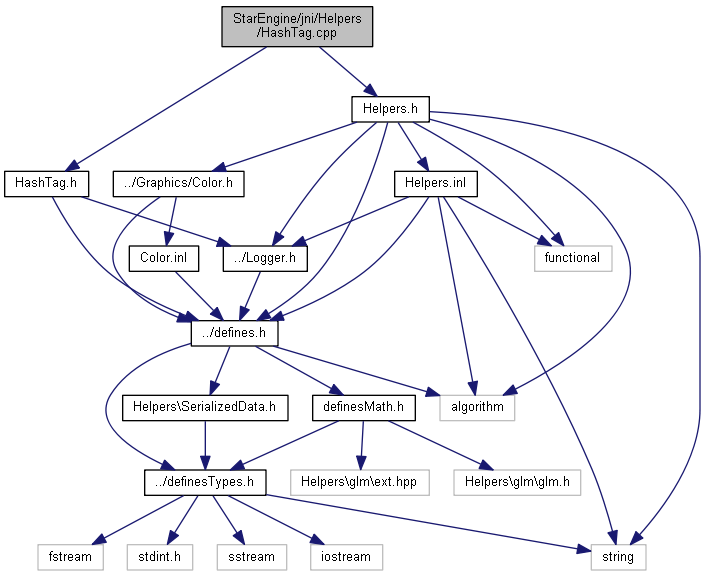 StarEngine/jni/Helpers
/HashTag.cpp
Helpers.h
HashTag.h
../Graphics/Color.h
Helpers.inl
Color.inl
../Logger.h
functional
../defines.h
Helpers\SerializedData.h
definesMath.h
algorithm
../definesTypes.h
Helpers\glm\ext.hpp
Helpers\glm\glm.h
fstream
stdint.h
sstream
iostream
string